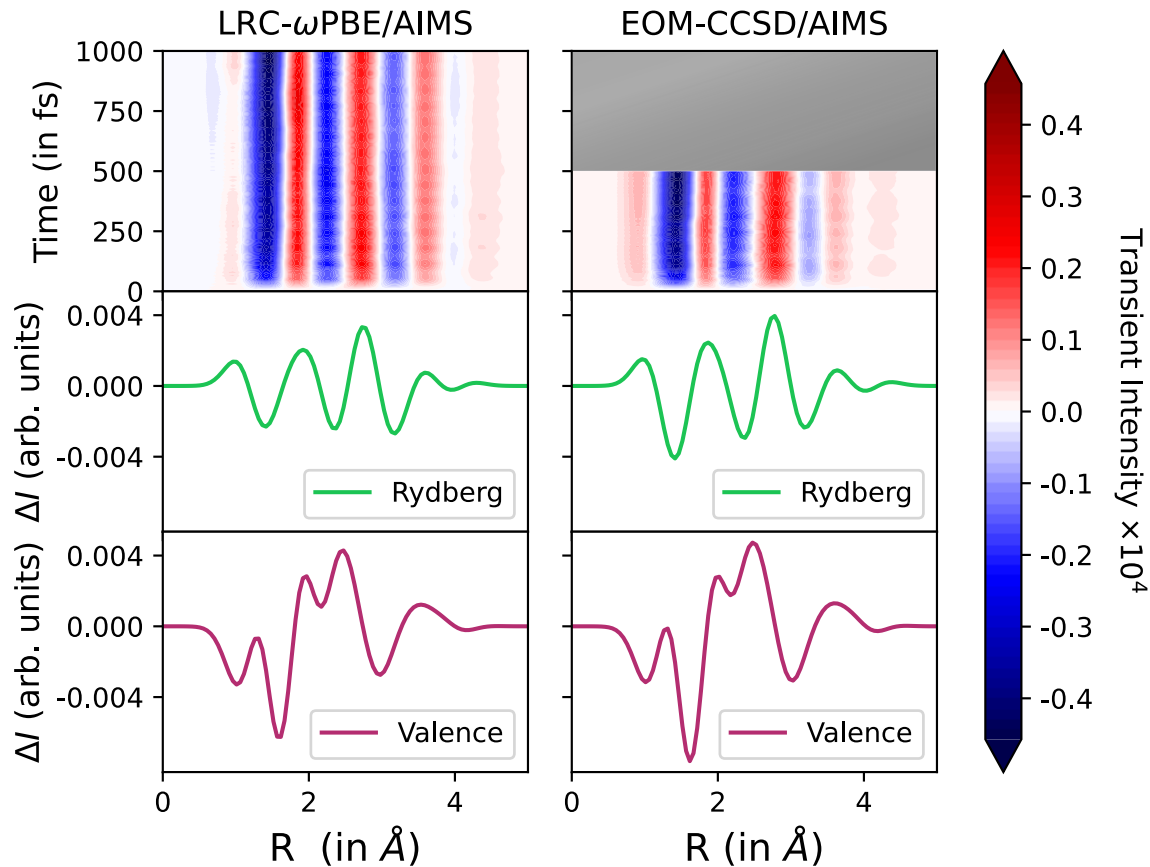 LRC-ωPBE/AIMS
EOM-CCSD/AIMS
Time (in fs)
1000
750
500
250
0
ΔI (arb. units)
0.004
0.000
-0.004
Rydberg
Rydberg
ΔI (arb. units)
0.004
0.000
-0.004
Valence
Valence
0 2 4
0 2 4
R (in Å)
R (in Å)
0.4
0.3
0.2
0.1
0.0
-0.1
-0.2
-0.3
-0.4
Transient Intensity ×10⁴